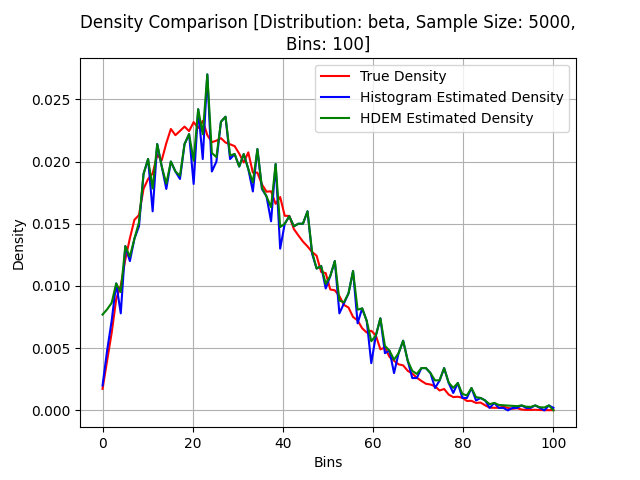 Density Comparison [Distribution: beta, Sample Size: 5000,
Bins: 100]
True Density
Histogram Estimated Density
HDEM Estimated Density
Density
0.025
0.020
0.015
0.010
0.005
0.000
0
20
40
60
80
100
Bins